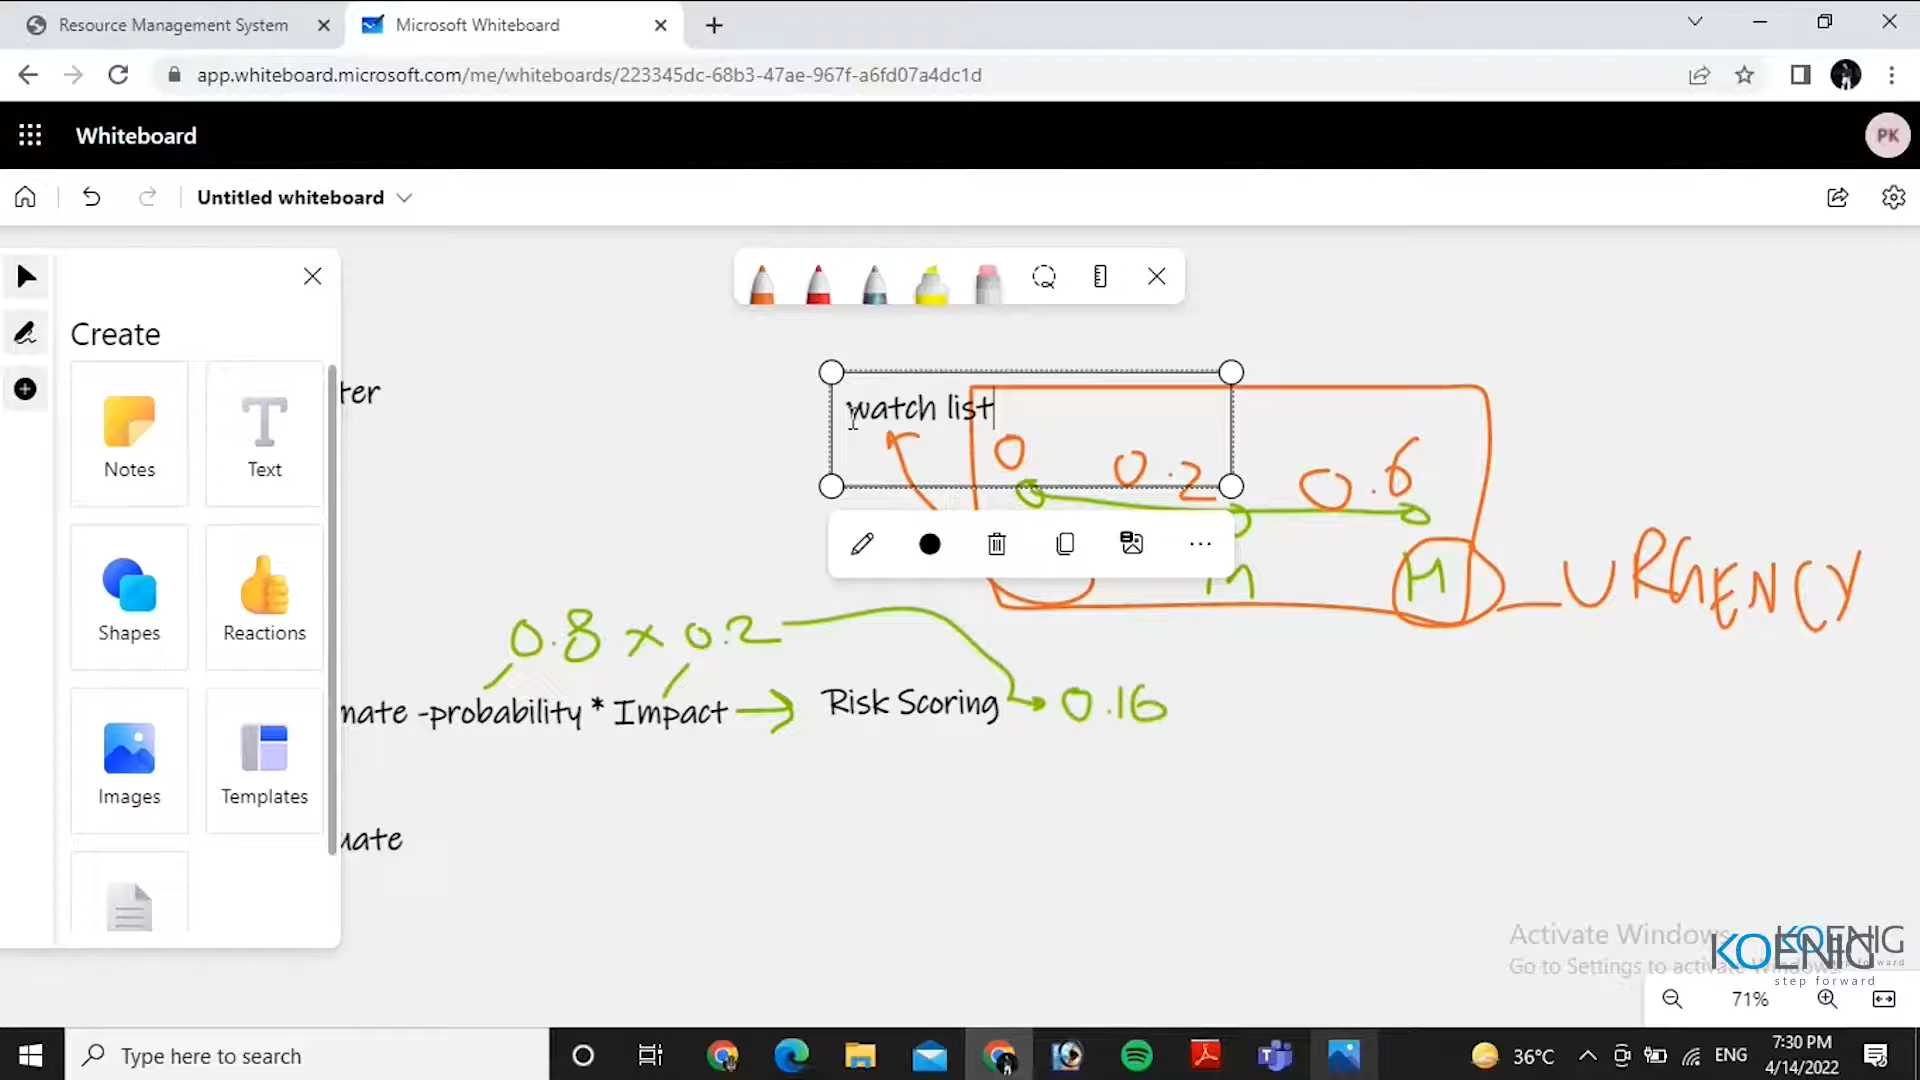 Resource Management System
Microsoft Whiteboard
app.whiteboard.microsoft.com/me/whiteboards/223345dc-68b3-47ae-967f-a6fd07a4dc1d
Whiteboard
PK
Untitled whiteboard
Create
Notes
Text
Shapes
Reactions
Images
Templates
ter
watch list
0
0.2
0.6
M
H
URGENCY
0.8 x 0.2
mate -probability * Impact
Risk Scoring
0.16
uate
Activate Windows
Go to Settings to activate Windows.
KOENIG
KOENIG
step forward
71%
Type here to search
36°C
ENG
7:30 PM
4/14/2022